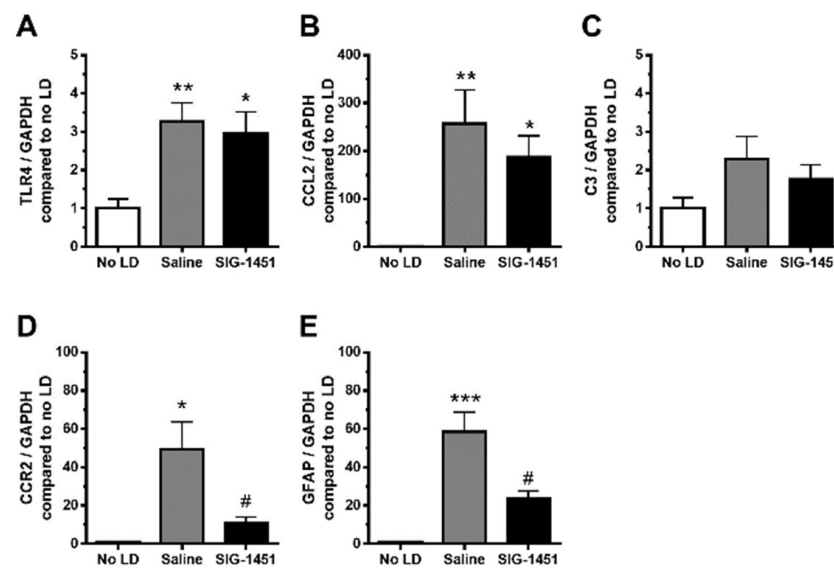 A
TLR4 / GAPDH
compared to no LD
5
4
3
2
1
0
**
*
No LD Saline SIG-1451
B
CCL2 / GAPDH
compared to no LD
400
300
200
100
0
**
*
No LD Saline SIG-1451
C
C3 / GAPDH
compared to no LD
5
4
3
2
1
0
No LD Saline SIG-145
D
CCR2 / GAPDH
compared to no LD
100
80
60
40
20
0
*
#
No LD Saline SIG-1451
E
GFAP / GAPDH
compared to no LD
100
80
60
40
20
0
***
#
No LD Saline SIG-1451